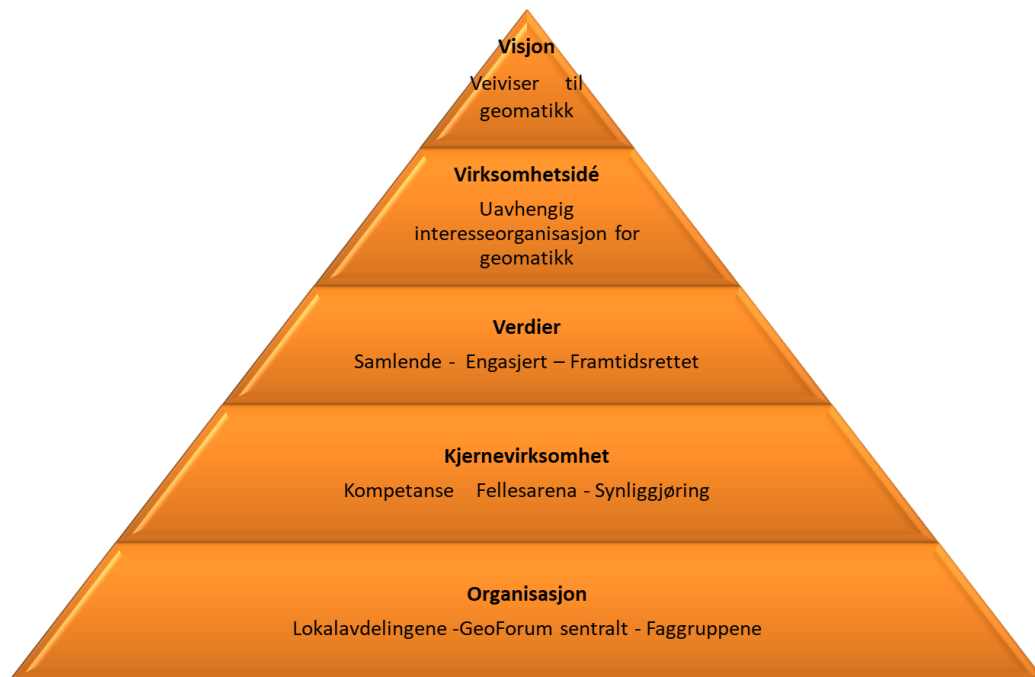 Visjon
Veiviser til
geomatikk
Virksomhetsidé
Uavhengig
interesseorganisasjon for
geomatikk
Verdier
Samlende - Engasjert – Framtidsrettet
Kjernevirksomhet
Kompetanse Fellesarena - Synliggjøring
Organisasjon
Lokalavdelingene -GeoForum sentralt - Faggruppene